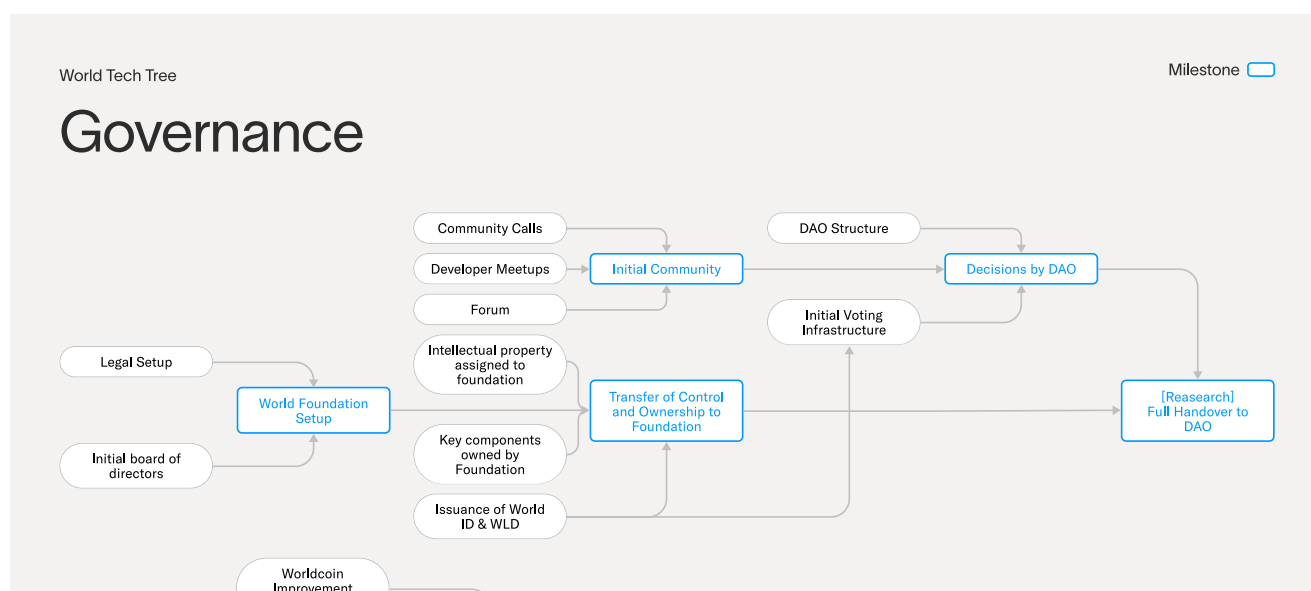 World Tech Tree
Milestone
Governance
Community Calls
DAO Structure
Developer Meetups
Initial Community
Decisions by DAO
Forum
Initial Voting
Infrastructure
Intellectual property
assigned to
foundation
Legal Setup
World Foundation
Setup
Transfer of Control
and Ownership to
Foundation
[Reasearch]
Full Handover to
DAO
Key components
owned by
Foundation
Initial board of
directors
Issuance of World
ID & WLD
Worldcoin
Improvement